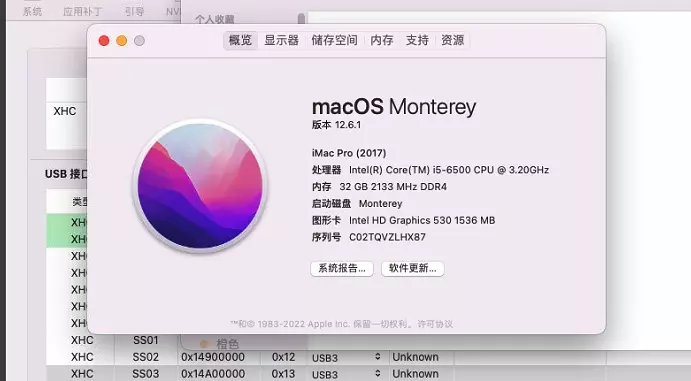 系统 应用补丁 引导 NV
个人收藏
概览 显示器 储存空间 内存 支持 资源
XHC
macOS Monterey
版本 12.6.1
iMac Pro (2017)
处理器 Intel(R) Core(TM) i5-6500 CPU @ 3.20GHz
内存 32 GB 2133 MHz DDR4
启动磁盘 Monterey
图形卡 Intel HD Graphics 530 1536 MB
序列号 C02TQVZLHX87
系统报告... 软件更新...
™和© 1983-2022 Apple Inc. 保留一切权利。许可协议
USB 接口
类型
XHC
XHC
XHC
XHC
XHC
XHC
XHC
XHC SS01
橙色
XHC SS02 0x14900000 0x12 USB3 Unknown
XHC SS03 0x14A00000 0x13 USB3 Unknown